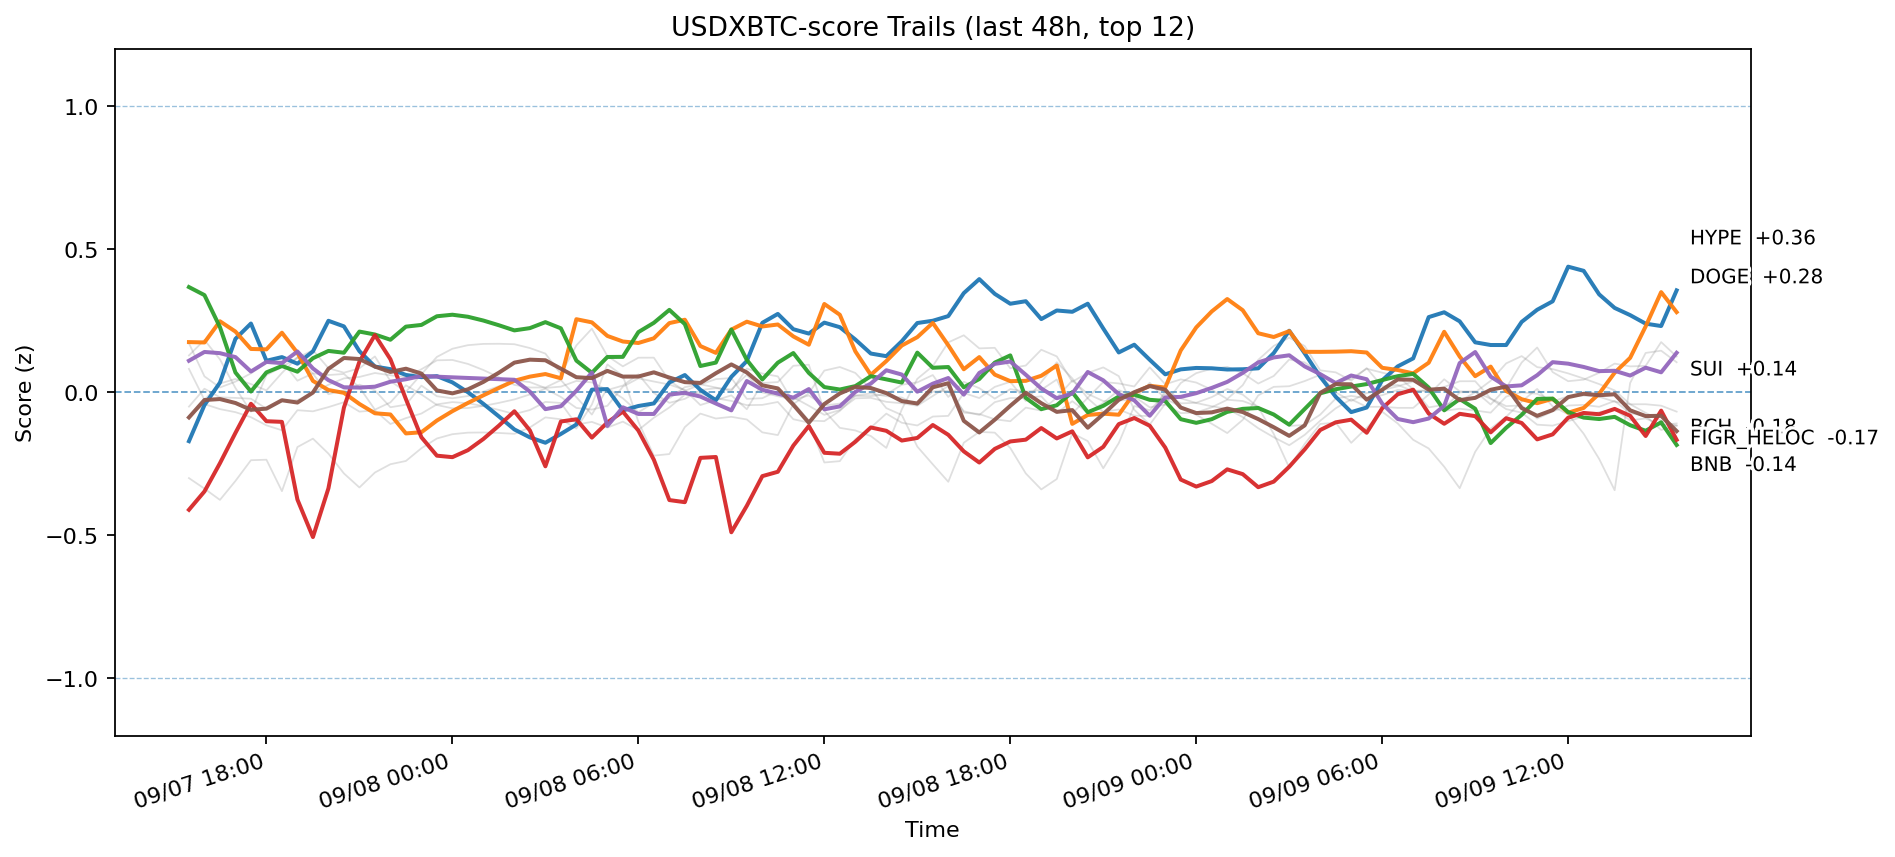 USDXBTC-score Trails (last 48h, top 12)
Score (z)
1.0
0.5
0.0
−0.5
−1.0
HYPE +0.36
DOGE +0.28
SUI +0.14
BCH -0.18
FIGR_HELOC -0.17
BNB -0.14
09/07 18:00
09/08 00:00
09/08 06:00
09/08 12:00
09/08 18:00
09/09 00:00
09/09 06:00
09/09 12:00
Time